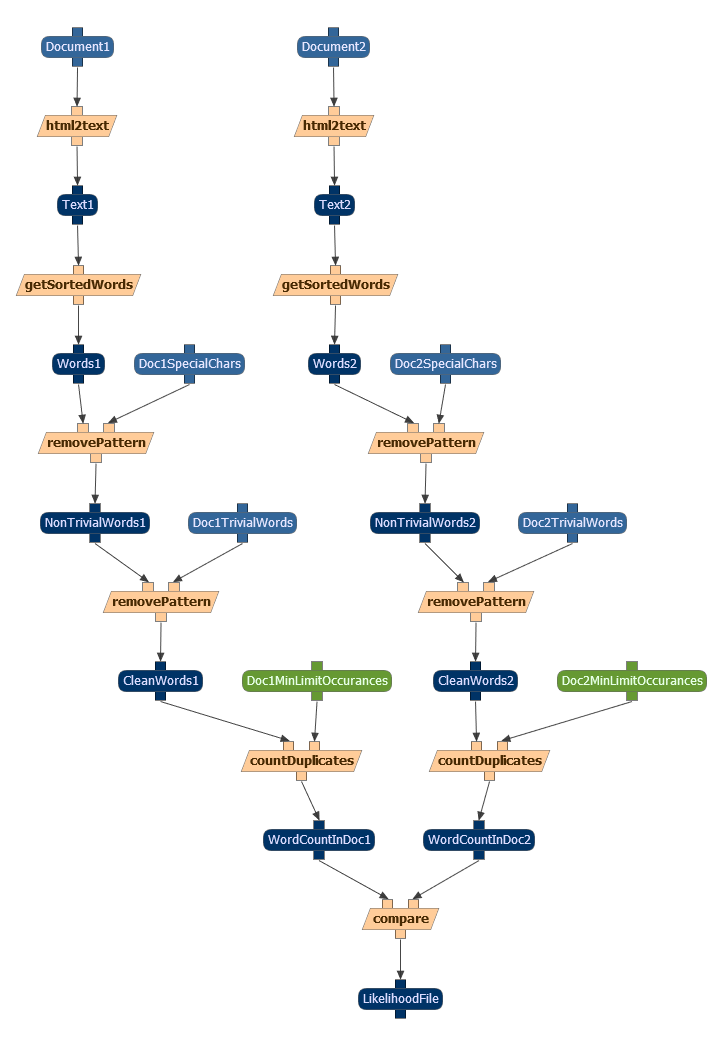 Document1
Document2
html2text
html2text
Text1
Text2
getSortedWords
getSortedWords
Words1
Doc1SpecialChars
Words2
Doc2SpecialChars
removePattern
removePattern
NonTrivialWords1
Doc1TrivialWords
NonTrivialWords2
Doc2TrivialWords
removePattern
removePattern
CleanWords1
Doc1MinLimitOccurances
CleanWords2
Doc2MinLimitOccurances
countDuplicates
countDuplicates
WordCountInDoc1
WordCountInDoc2
compare
LikelihoodFile